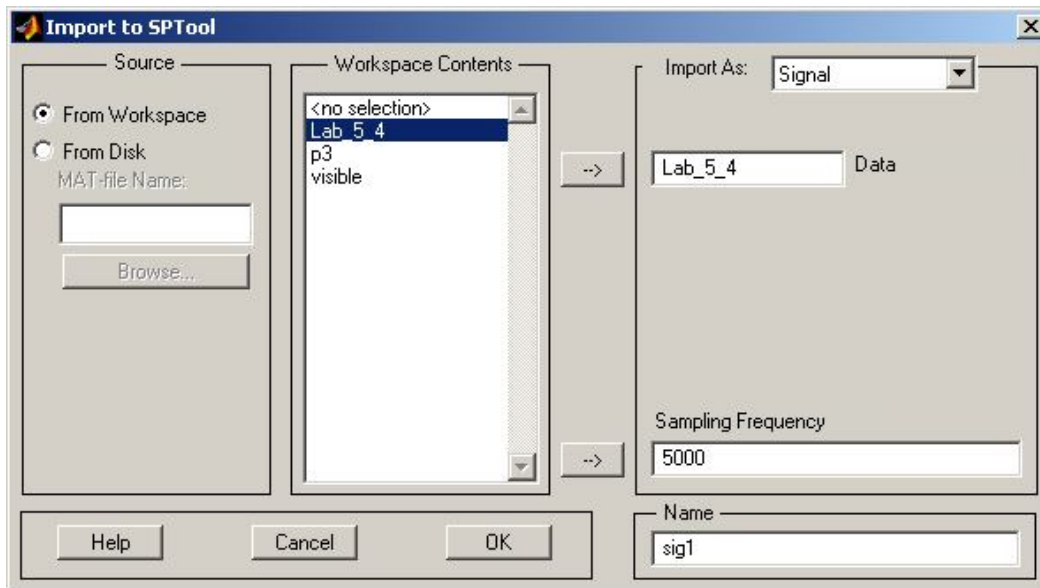 Import to SPTool
Source
From Workspace
From Disk
MAT-file Name:
Browse...
Workspace Contents
<no selection>
Lab_5_4
p3
visible
-->
-->
Import As:
Signal
Lab_5_4
Data
Sampling Frequency
5000
Help
Cancel
OK
Name
sig1